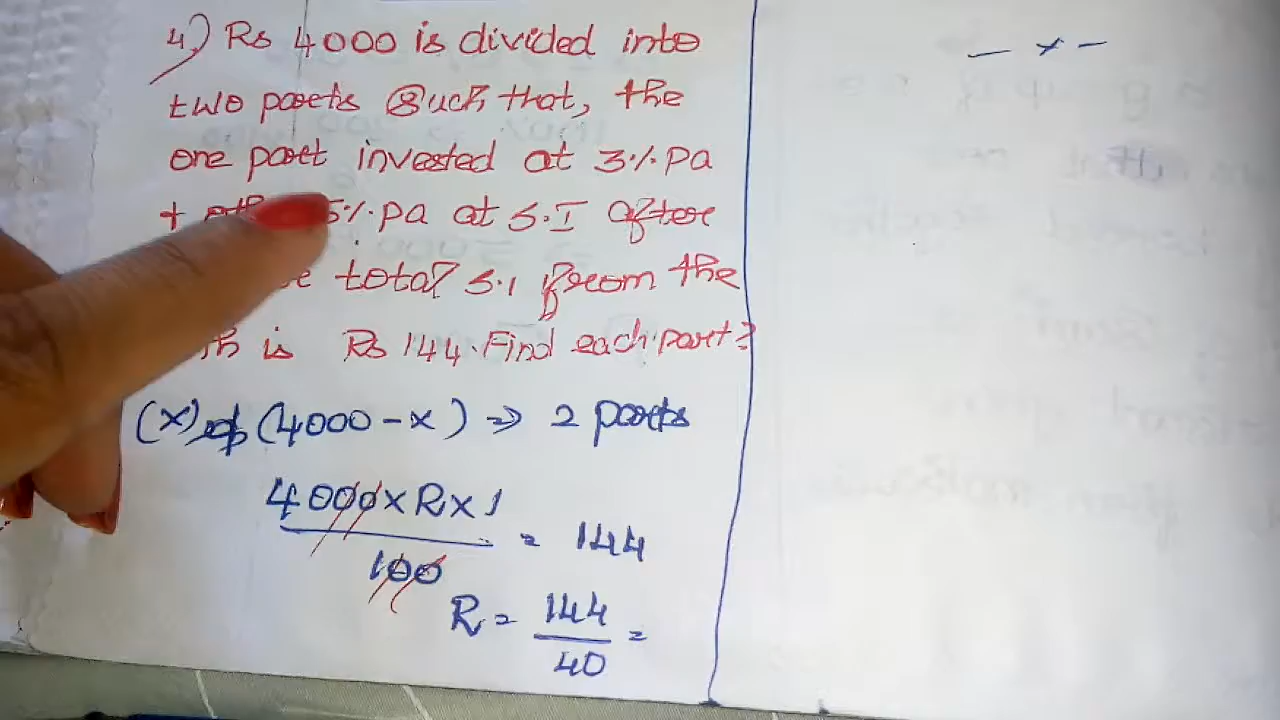 4) Rs 4000 is divided into
two parts such that, the
one part invested at 3% pa
+ 5% pa at S.I after
total S.I from the
is Rs 144. Find each part?
(x) of (4000 - x) => 2 parts
4000 x R x 1
= 144
100
R = 144 =
40
- x -